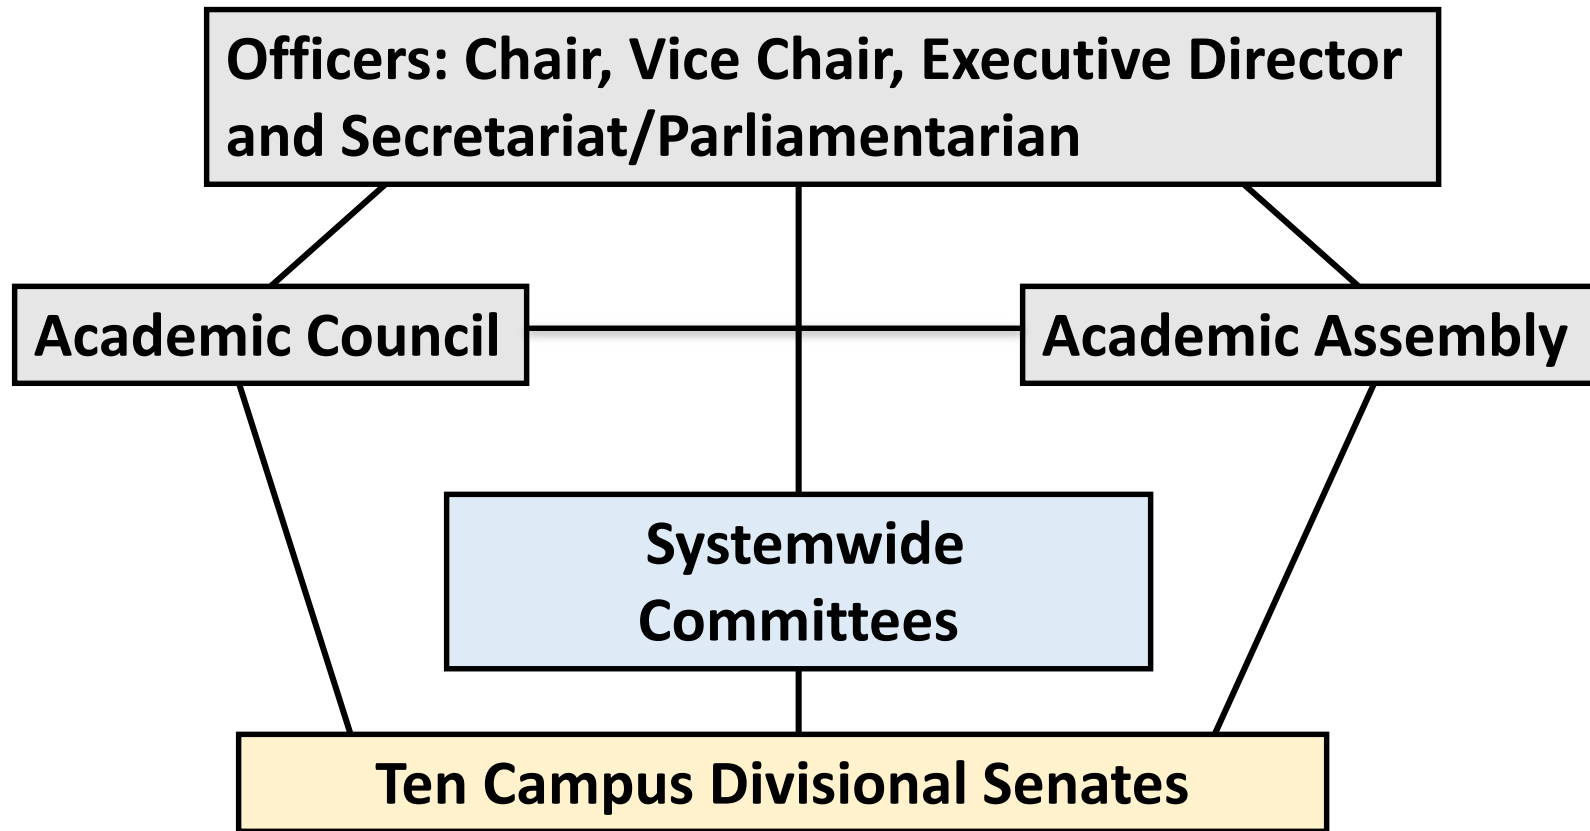 Officers: Chair, Vice Chair, Executive Director
and Secretariat/Parliamentarian
Academic Council
Academic Assembly
Systemwide
Committees
Ten Campus Divisional Senates